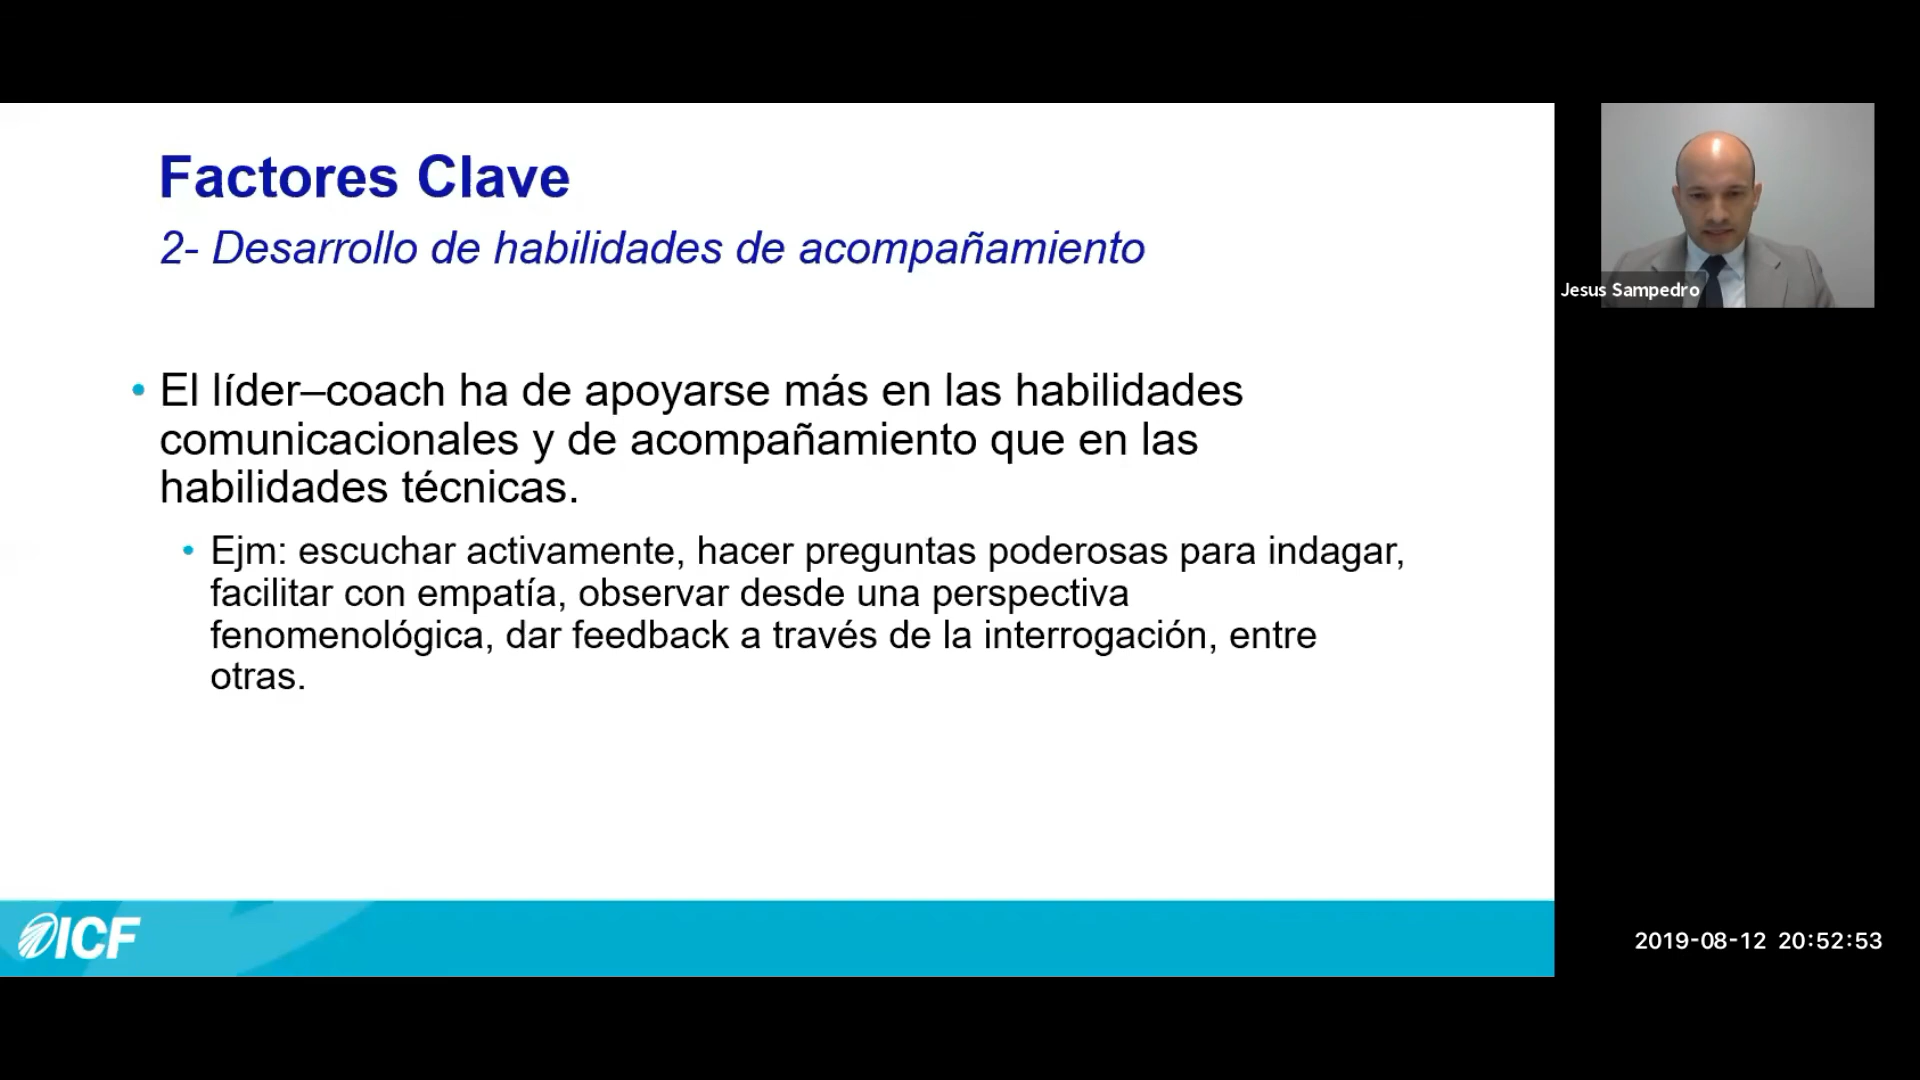 Factores Clave
2- Desarrollo de habilidades de acompañamiento
• El líder–coach ha de apoyarse más en las habilidades
comunicacionales y de acompañamiento que en las
habilidades técnicas.
• Ejm: escuchar activamente, hacer preguntas poderosas para indagar,
facilitar con empatía, observar desde una perspectiva
fenomenológica, dar feedback a través de la interrogación, entre
otras.
ICF
Jesus Sampedro
2019-08-12 20:52:53